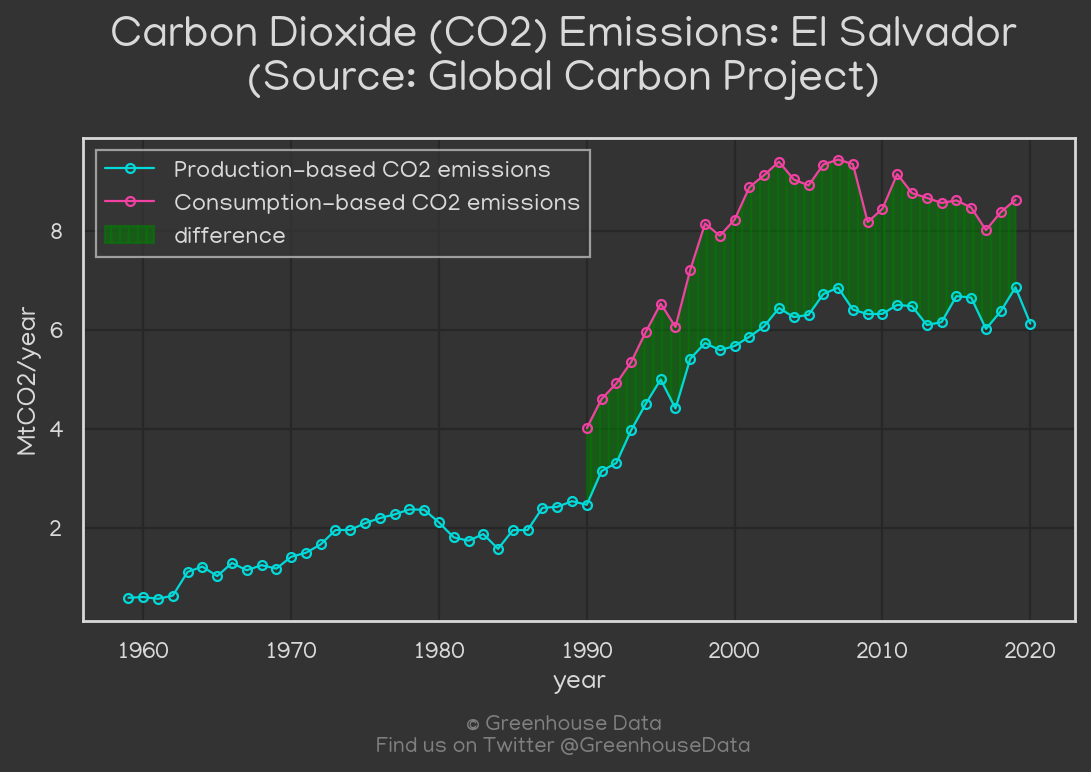 Carbon Dioxide (CO2) Emissions: El Salvador
(Source: Global Carbon Project)
Production-based CO2 emissions
Consumption-based CO2 emissions
difference
MtCO2/year
8
6
4
2
1960 1970 1980 1990 2000 2010 2020
year
© Greenhouse Data
Find us on Twitter @GreenhouseData